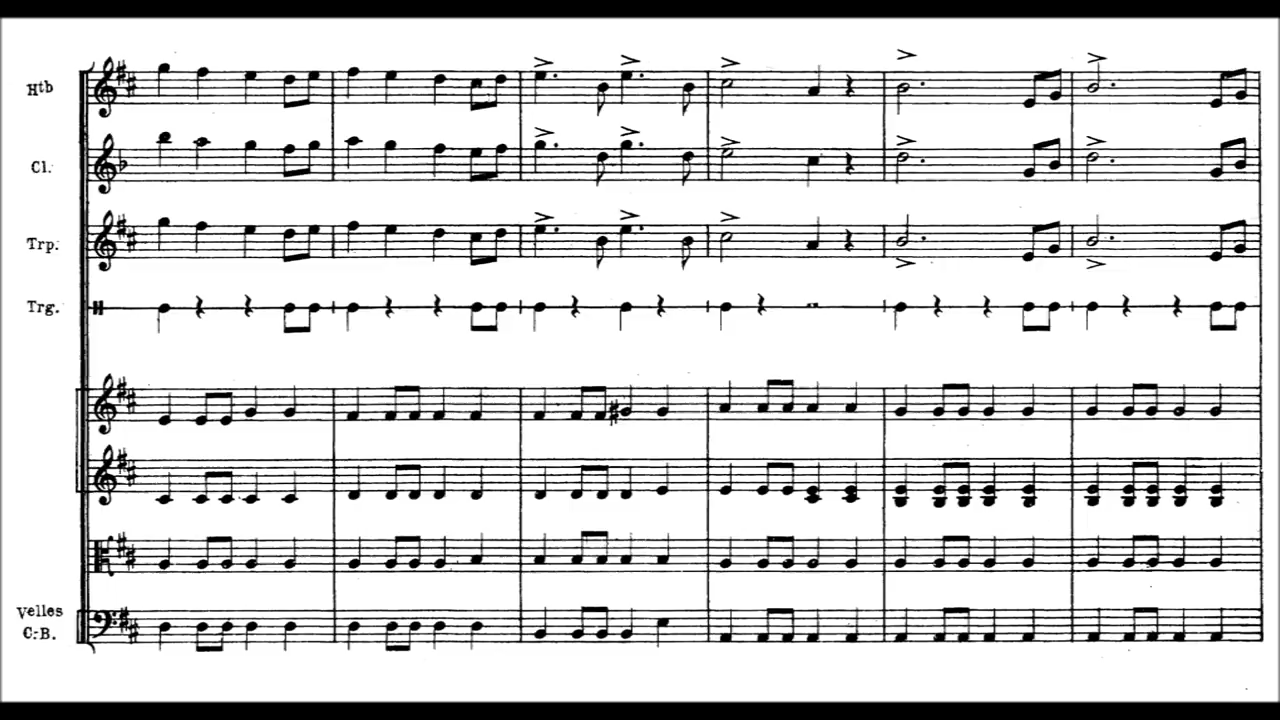 Htb
Cl.
Trp.
Trg.
Velles
C.-B.